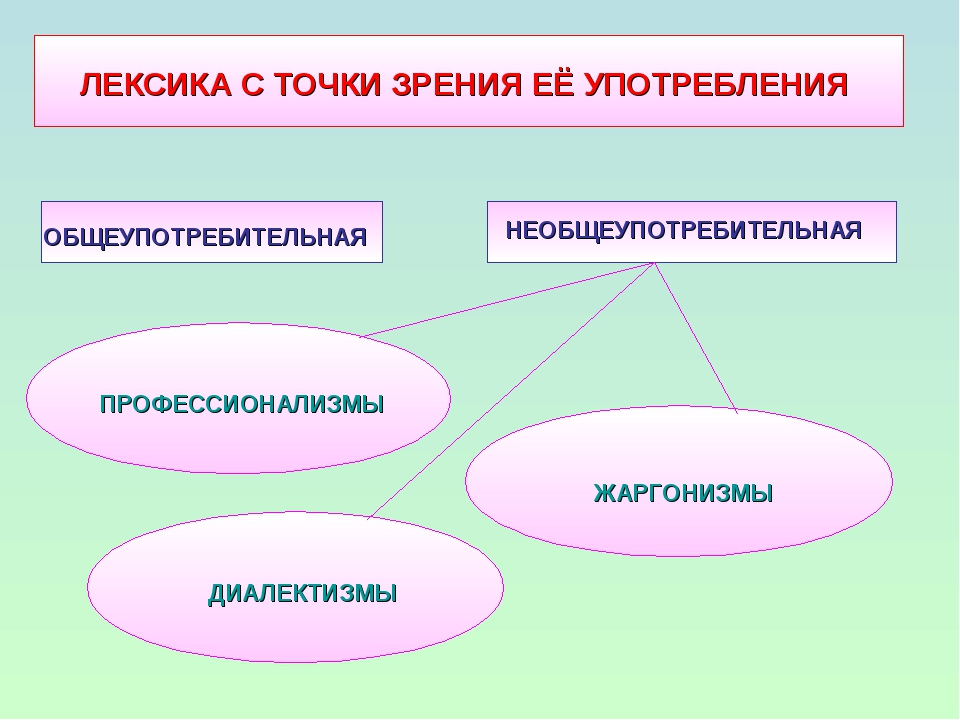 ЛЕКСИКА С ТОЧКИ ЗРЕНИЯ ЕЁ УПОТРЕБЛЕНИЯ
ОБЩЕУПОТРЕБИТЕЛЬНАЯ
НЕОБЩЕУПОТРЕБИТЕЛЬНАЯ
ПРОФЕССИОНАЛИЗМЫ
ЖАРГОНИЗМЫ
ДИАЛЕКТИЗМЫ